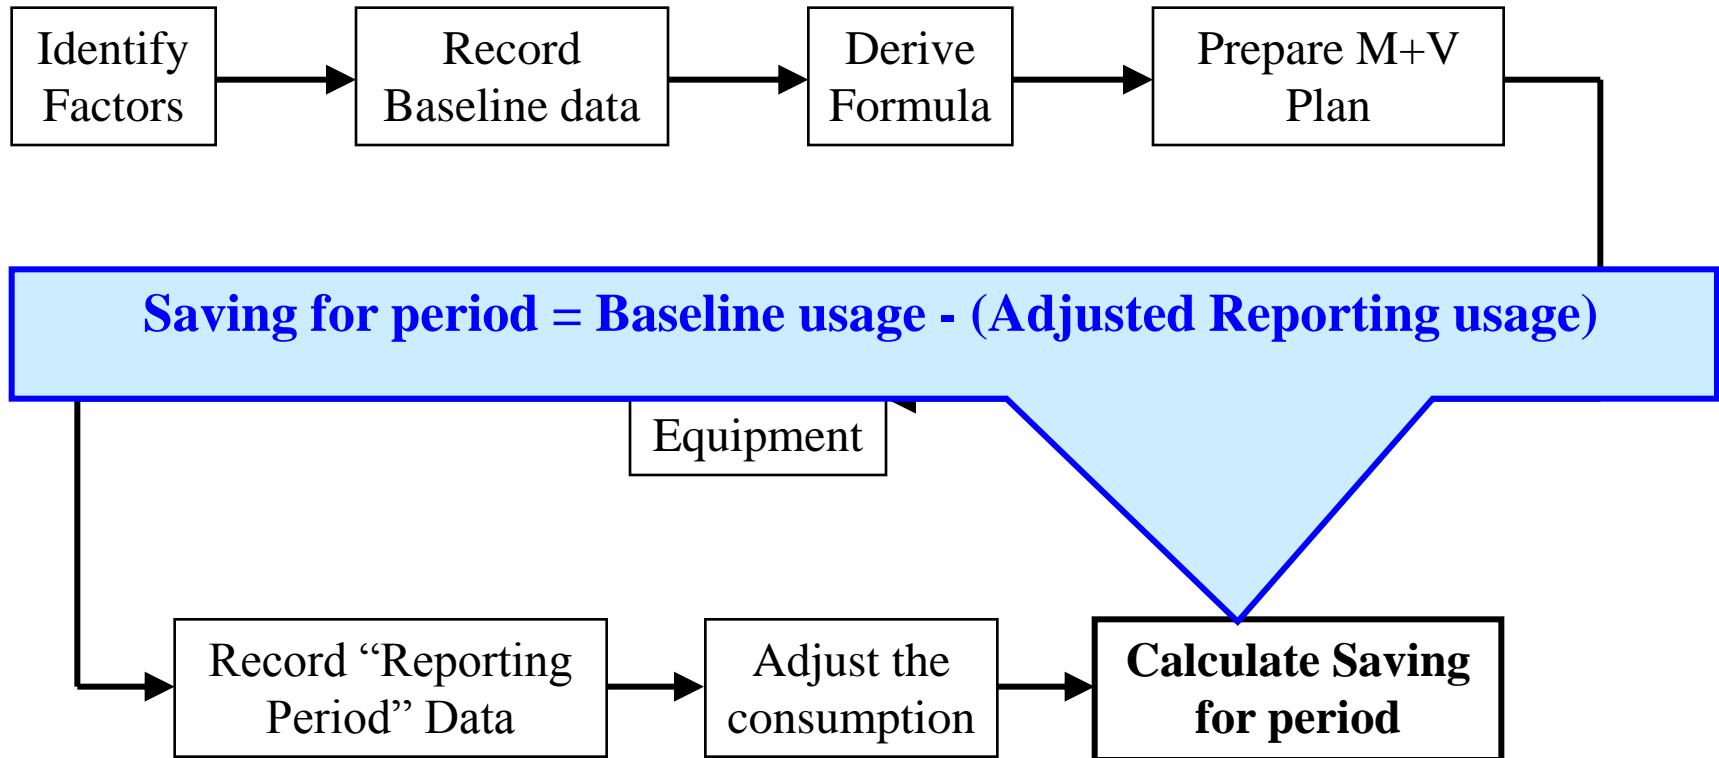 Identify
Factors
Record
Baseline data
Derive
Formula
Prepare M+V
Plan
Saving for period = Baseline usage - (Adjusted Reporting usage)
Equipment
Record “Reporting
Period” Data
Adjust the
consumption
Calculate Saving
for period